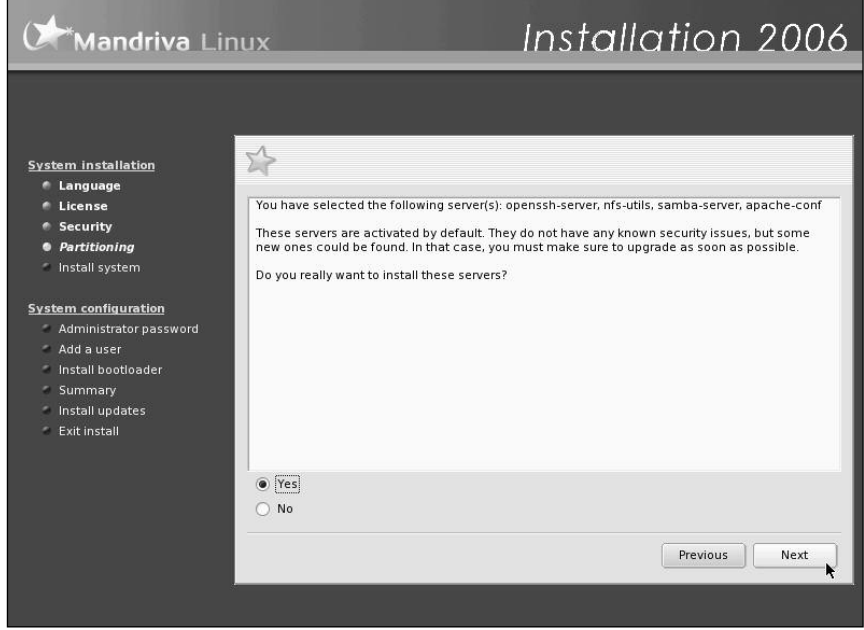 Mandriva Linux
Installation 2006
System installation
Language
License
Security
Partitioning
Install system
System configuration
Administrator password
Add a user
Install bootloader
Summary
Install updates
Exit install
You have selected the following server(s): openssh-server, nfs-utils, samba-server, apache-conf
These servers are activated by default. They do not have any known security issues, but some
new ones could be found. In that case, you must make sure to upgrade as soon as possible.
Do you really want to install these servers?
Yes
No
Previous
Next